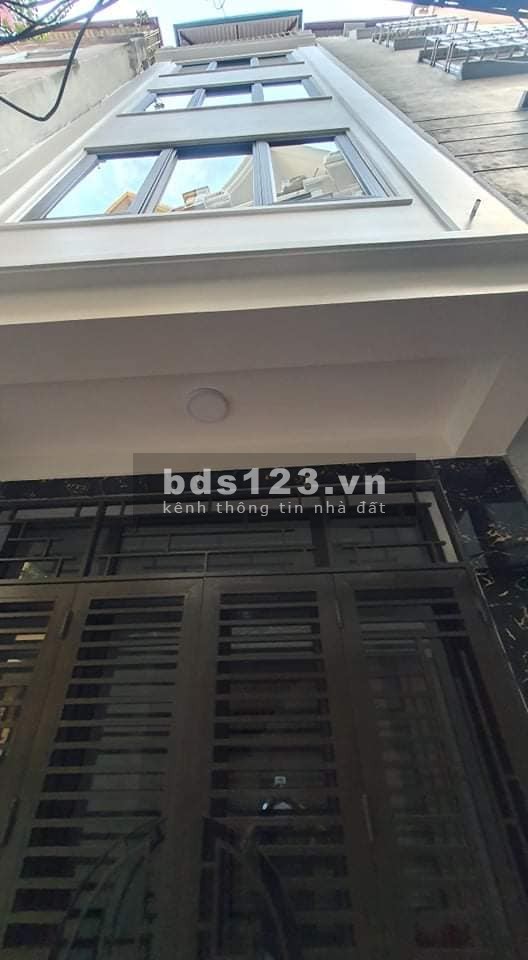 bds123.vn
kênh thông tin nhà đất